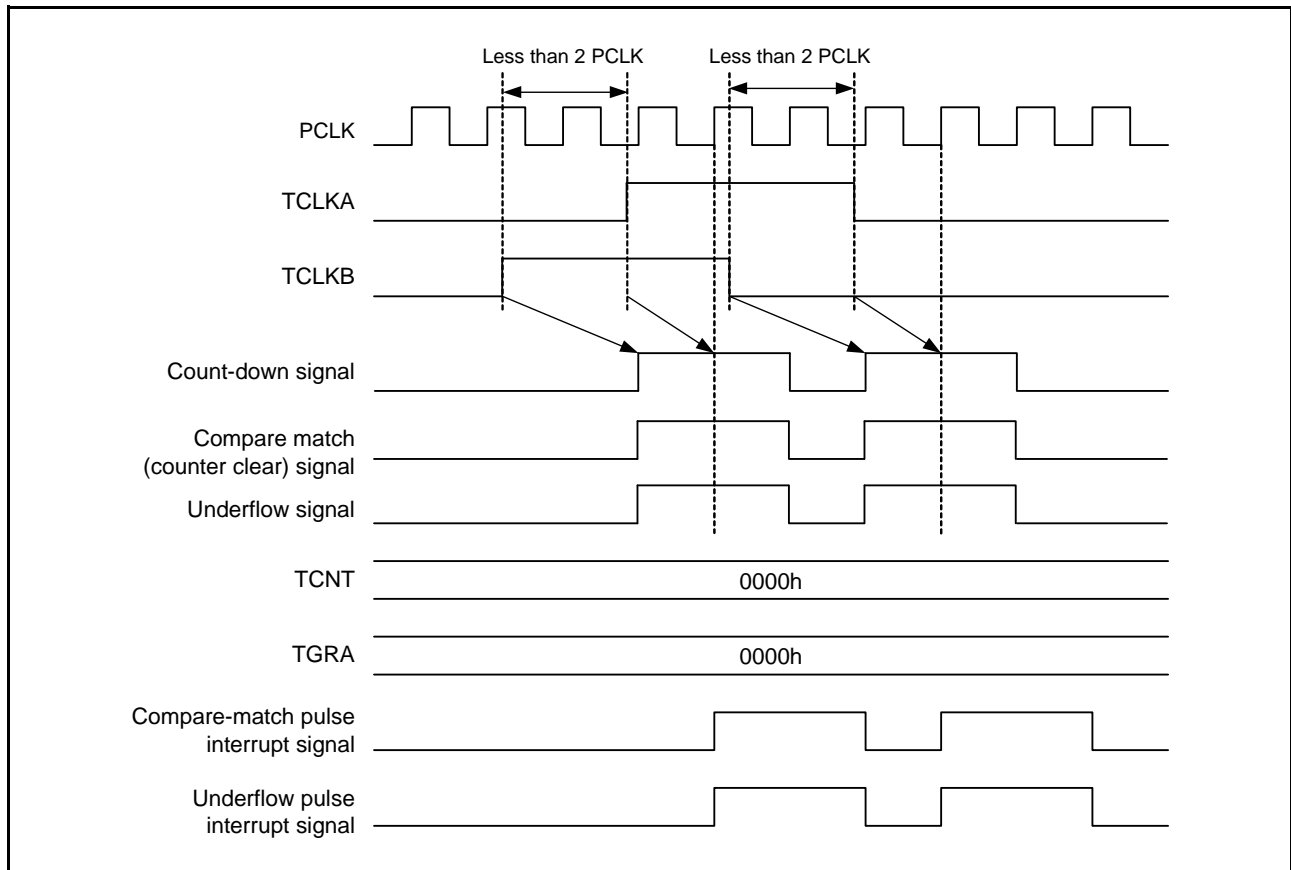 Less than 2 PCLK Less than 2 PCLK
PCLK
TCLKA
TCLKB
Count-down signal
Compare match
(counter clear) signal
Underflow signal
TCNT 0000h
TGRA 0000h
Compare-match pulse
interrupt signal
Underflow pulse
interrupt signal